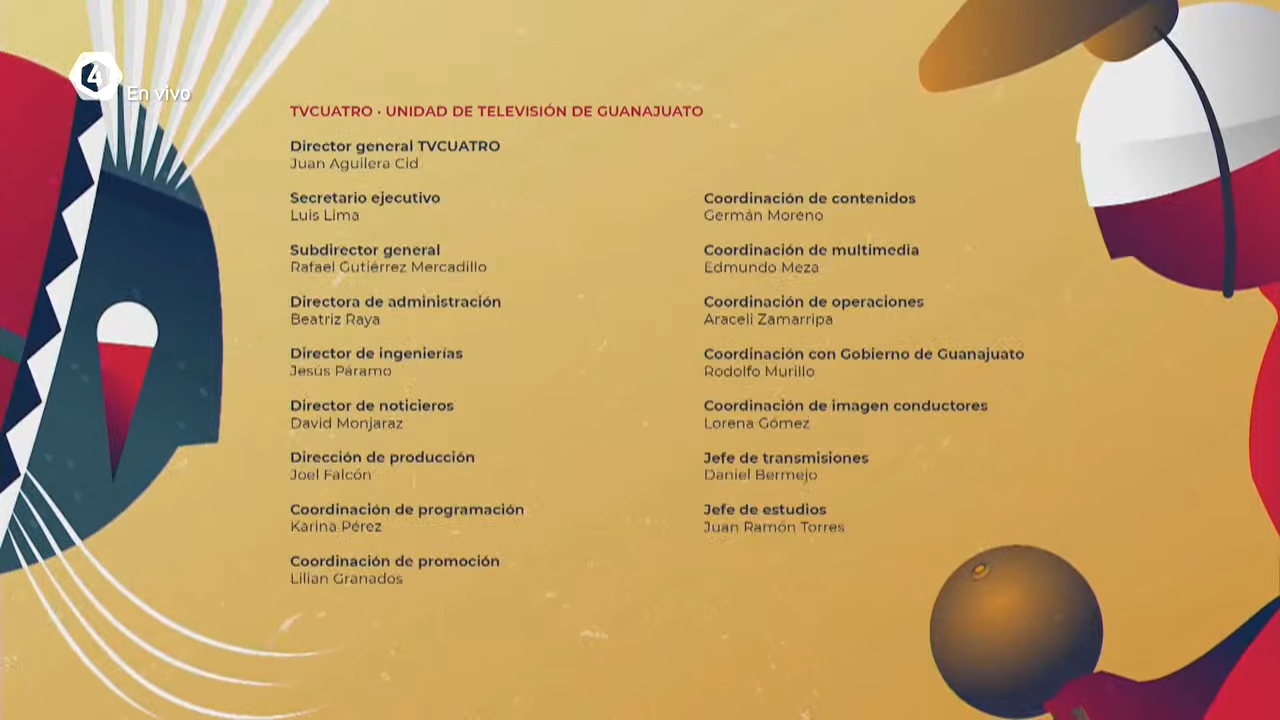 4
En vivo
TVCUATRO · UNIDAD DE TELEVISIÓN DE GUANAJUATO
Director general TVCUATRO
Juan Aguilera Cid
Secretario ejecutivo
Luis Lima
Subdirector general
Rafael Gutiérrez Mercadillo
Directora de administración
Beatriz Raya
Director de ingenierías
Jesús Páramo
Director de noticieros
David Monjaraz
Dirección de producción
Joel Falcón
Coordinación de programación
Karina Pérez
Coordinación de promoción
Lilian Granados
Coordinación de contenidos
Germán Moreno
Coordinación de multimedia
Edmundo Meza
Coordinación de operaciones
Araceli Zamarripa
Coordinación con Gobierno de Guanajuato
Rodolfo Murillo
Coordinación de imagen conductores
Lorena Gómez
Jefe de transmisiones
Daniel Bermejo
Jefe de estudios
Juan Ramón Torres